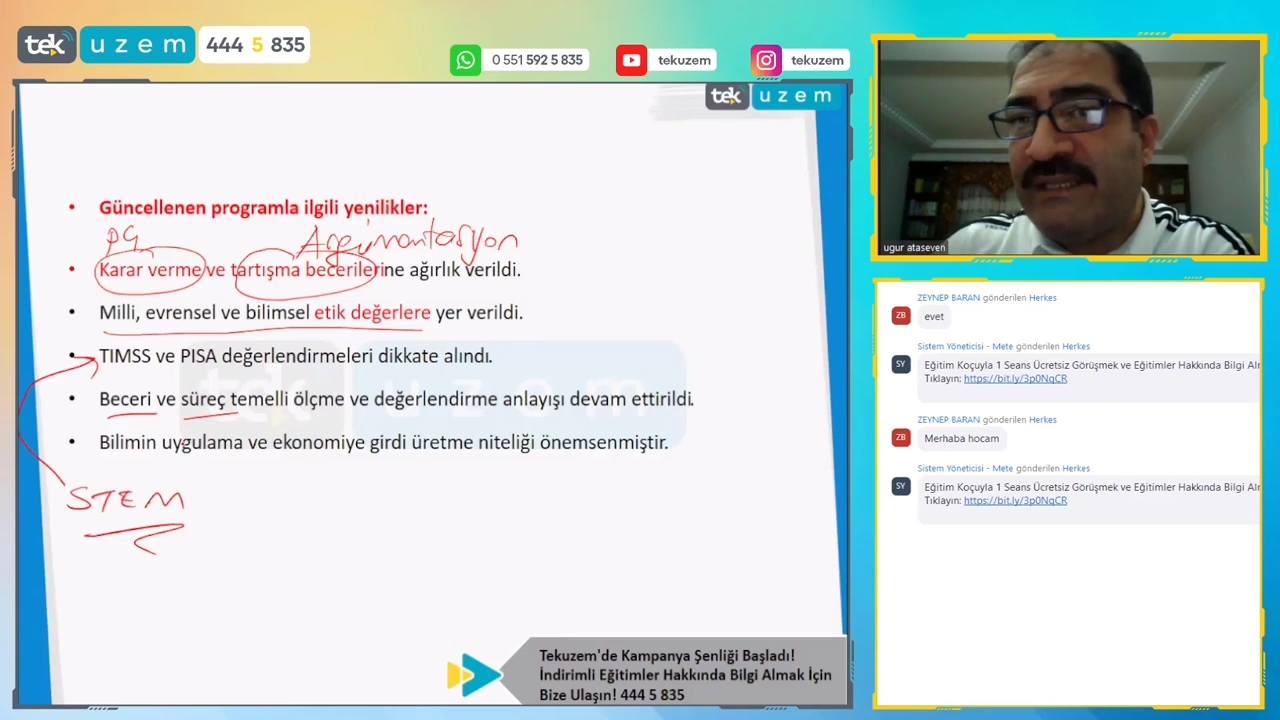 tek uzem 444 5 835
0 551 592 5 835
tekuzem
tekuzem
tek uzem
Güncellenen programla ilgili yenilikler:
Argümantasyon
• Karar verme ve tartışma becerilerine ağırlık verildi.
• Milli, evrensel ve bilimsel etik değerlere yer verildi.
• TIMSS ve PISA değerlendirmeleri dikkate alındı.
• Beceri ve süreç temelli ölçme ve değerlendirme anlayışı devam ettirildi.
• Bilimin uygulama ve ekonomiye girdi üretme niteliği önemsenmiştir.
STEM
tek uzem
Tekuzem'de Kampanya Şenliği Başladı!
İndirimli Eğitimler Hakkında Bilgi Almak İçin
Bize Ulaşın! 444 5 835
ugur ataseven
ZEYNEP BARAN gönderilen Herkes
ZB evet
Sistem Yöneticisi - Mete gönderilen Herkes
SY Eğitim Koçuyla 1 Seans Ücretsiz Görüşmek ve Eğitimler Hakkında Bilgi Alr
Tıklayın: https://bit.ly/3p0NqCR
ZEYNEP BARAN gönderilen Herkes
ZB Merhaba hocam
Sistem Yöneticisi - Mete gönderilen Herkes
SY Eğitim Koçuyla 1 Seans Ücretsiz Görüşmek ve Eğitimler Hakkında Bilgi Alr
Tıklayın: https://bit.ly/3p0NqCR